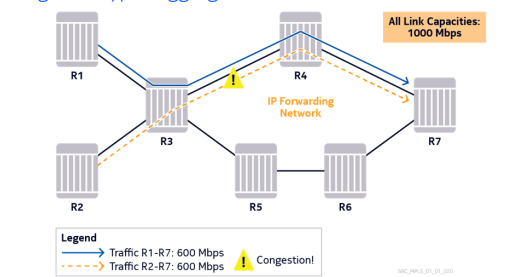 All Link Capacities:
1000 Mbps
R1
R4
IP Forwarding
Network
R3
R7
R2
R5
R6
Legend
Traffic R1-R7: 600 Mbps
Traffic R2-R7: 600 Mbps
! Congestion!
SRC_MPLS_01_01_010